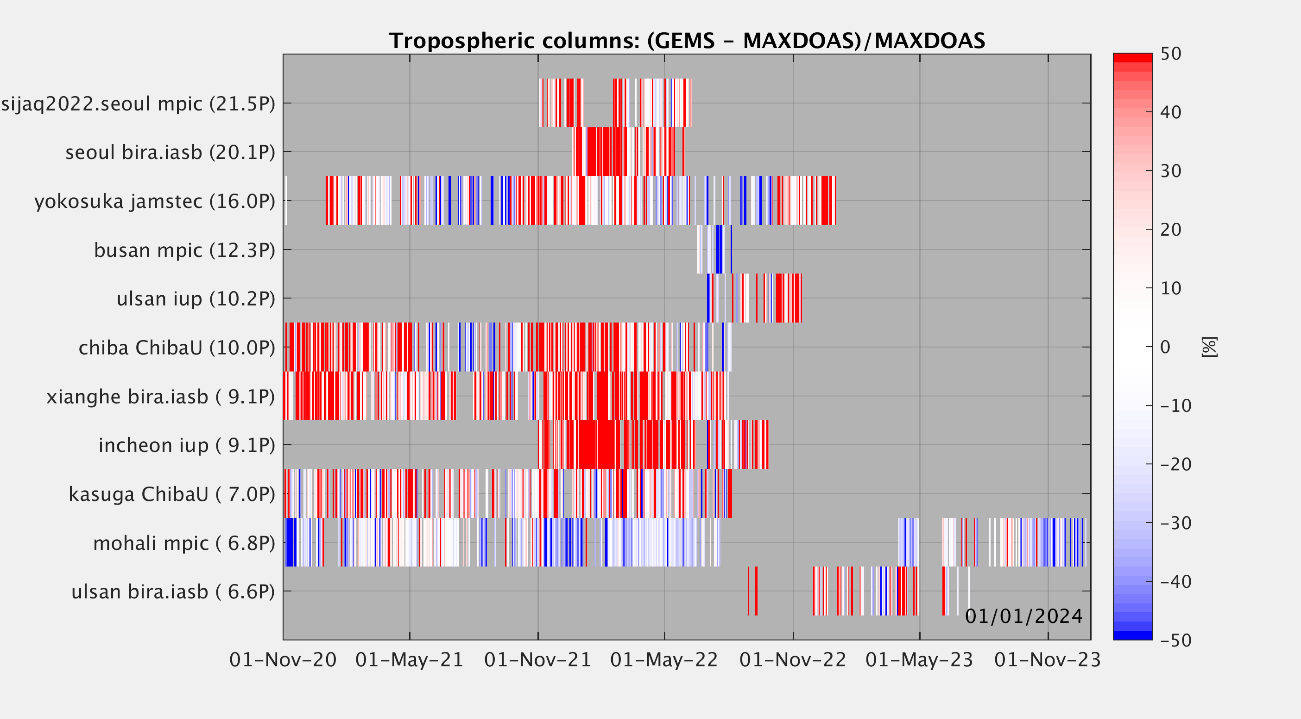 Tropospheric columns: (GEMS - MAXDOAS)/MAXDOAS
sijaq2022.seoul mpic (21.5P)
seoul bira.iasb (20.1P)
yokosuka jamstec (16.0P)
busan mpic (12.3P)
ulsan iup (10.2P)
chiba ChibaU (10.0P)
xianghe bira.iasb ( 9.1P)
incheon iup ( 9.1P)
kasuga ChibaU ( 7.0P)
mohali mpic ( 6.8P)
ulsan bira.iasb ( 6.6P)
01/01/2024
01-Nov-20 01-May-21 01-Nov-21 01-May-22 01-Nov-22 01-May-23 01-Nov-23
50
40
30
20
10
0
-10
-20
-30
-40
-50
[%]